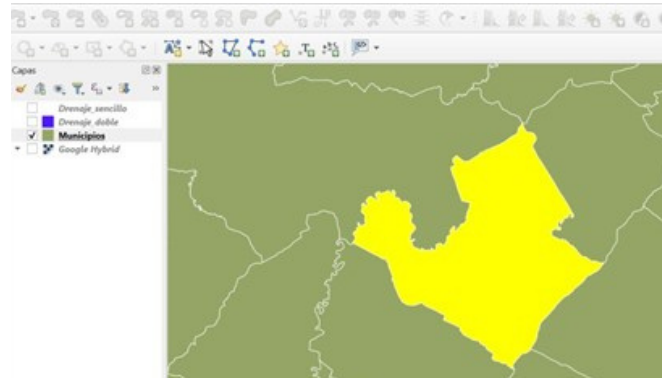 Capas
Drenaje_sencillo
Drenaje_doble
Municipios
Google Hybrid